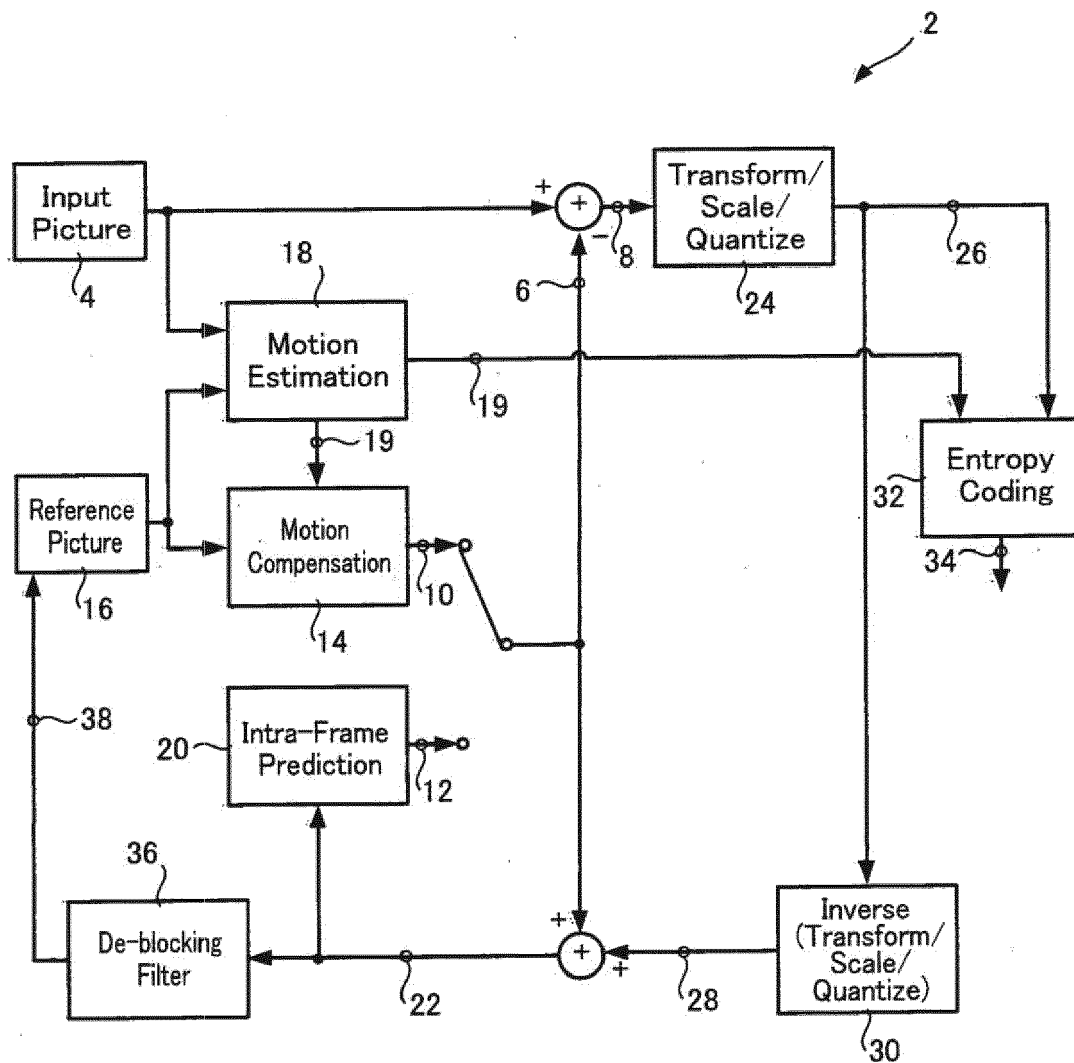 2
Input
Picture
4
+
+
-
8
Transform/
Scale/
Quantize
24
26
18
Motion
Estimation
6
19
19
Entropy
Coding
32
34
Reference
Picture
16
Motion
Compensation
14
10
38
20
Intra-Frame
Prediction
12
36
De-blocking
Filter
22
+
+
+
28
Inverse
(Transform/
Scale/
Quantize)
30